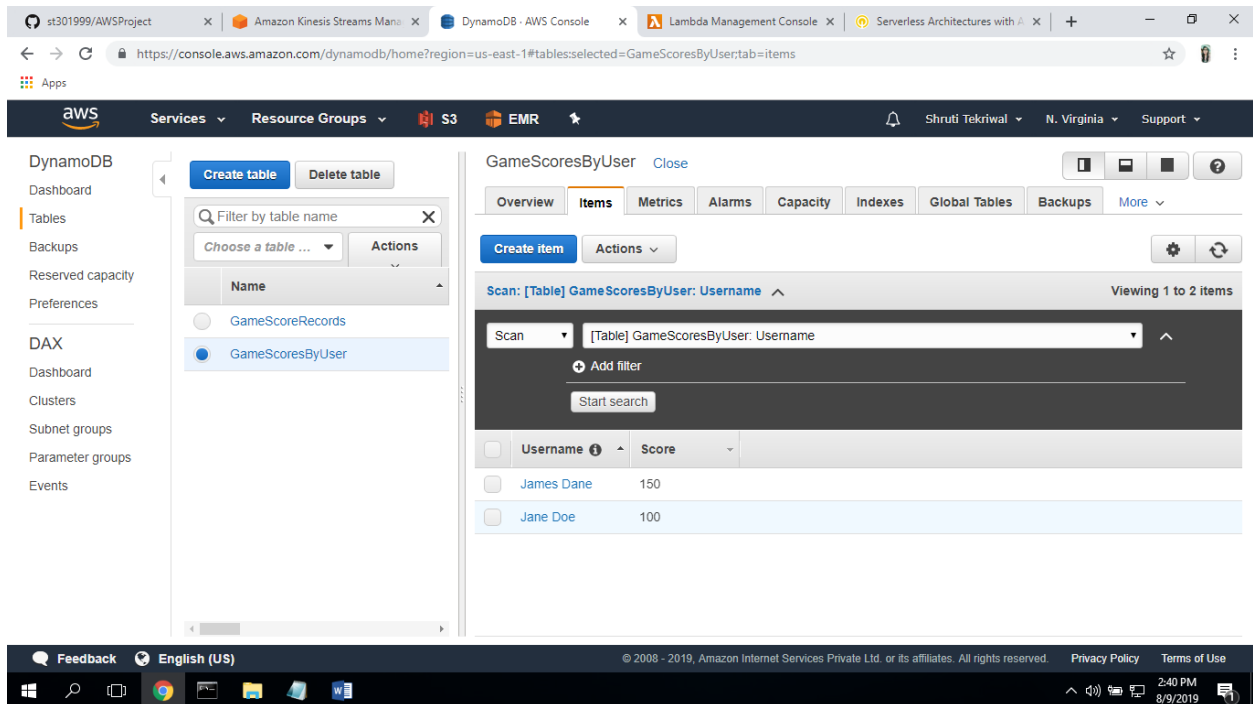 st301999/AWSProject
Amazon Kinesis Streams Mana
DynamoDB - AWS Console
Lambda Management Console
Serverless Architectures with A
https://console.aws.amazon.com/dynamodb/home?region=us-east-1#tables:selected=GameScoresByUser;tab=items
Apps
aws
Services
Resource Groups
S3
EMR
Shruti Tekriwal
N. Virginia
Support
DynamoDB
Dashboard
Tables
Backups
Reserved capacity
Preferences
DAX
Dashboard
Clusters
Subnet groups
Parameter groups
Events
Create table
Delete table
Filter by table name
Choose a table ...
Actions
Name
GameScoreRecords
GameScoresByUser
GameScoresByUser Close
Overview
Items
Metrics
Alarms
Capacity
Indexes
Global Tables
Backups
More
Create item
Actions
Scan: [Table] GameScoresByUser: Username
Viewing 1 to 2 items
Scan
[Table] GameScoresByUser: Username
Add filter
Start search
Username Score
James Dane 150
Jane Doe 100
Feedback
English (US)
© 2008 - 2019, Amazon Internet Services Private Ltd. or its affiliates. All rights reserved.
Privacy Policy
Terms of Use
2:40 PM
8/9/2019